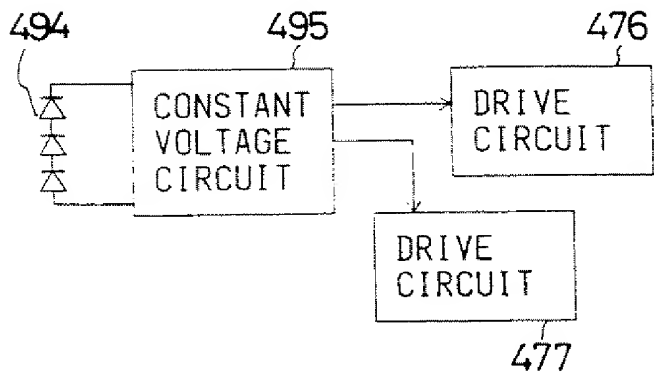 494
495
476
CONSTANT
VOLTAGE
CIRCUIT
DRIVE
CIRCUIT
DRIVE
CIRCUIT
477